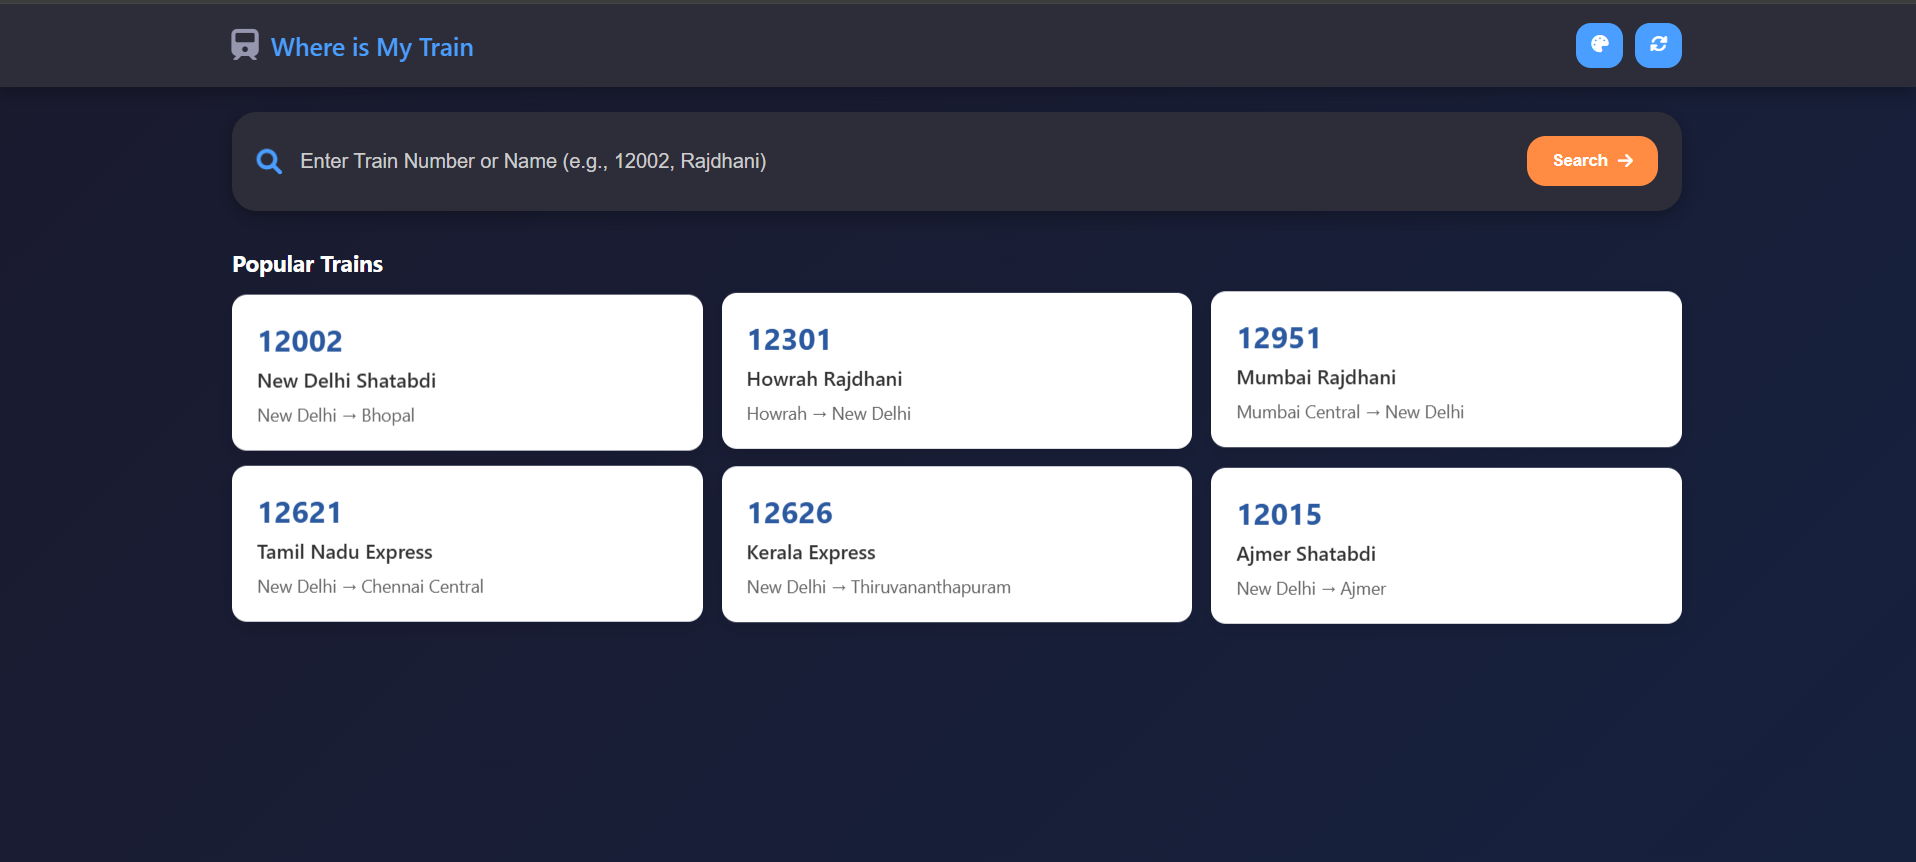 Where is My Train
Enter Train Number or Name (e.g., 12002, Rajdhani)
Search →
Popular Trains
12002
New Delhi Shatabdi
New Delhi → Bhopal
12301
Howrah Rajdhani
Howrah → New Delhi
12951
Mumbai Rajdhani
Mumbai Central → New Delhi
12621
Tamil Nadu Express
New Delhi → Chennai Central
12626
Kerala Express
New Delhi → Thiruvananthapuram
12015
Ajmer Shatabdi
New Delhi → Ajmer